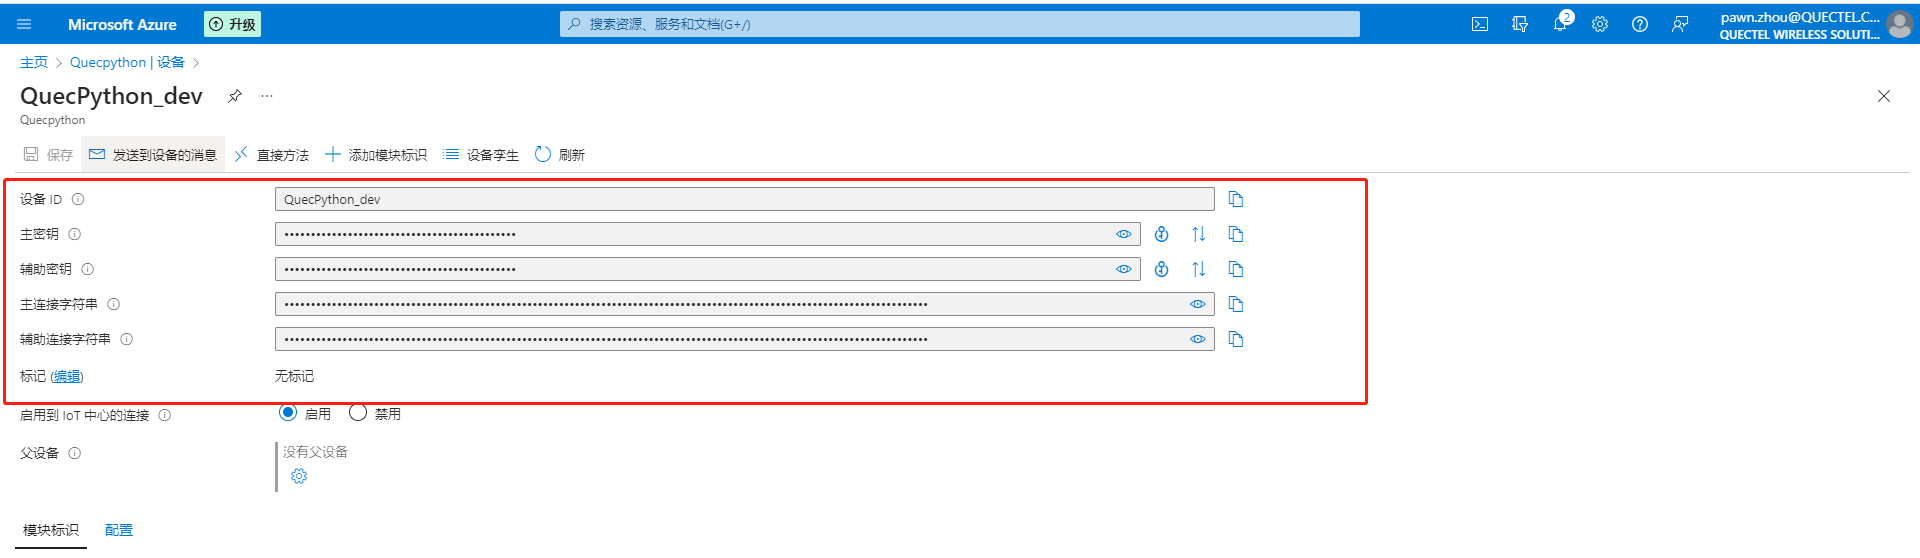 Microsoft Azure 升级 搜索资源、服务和文档(G+/) 2 pawn.zhou@QUECTEL.C...
QUECTEL WIRELESS SOLUTI...
主页 > Quecpython | 设备 >
QuecPython_dev ...
Quecpython
保存 发送到设备的消息 直接方法 添加模块标识 设备孪生 刷新
设备 ID QuecPython_dev
主密钥 ••••••••••••••••••••••••••••••••••••••••••••
辅助密钥 ••••••••••••••••••••••••••••••••••••••••••••
主连接字符串
辅助连接字符串
标记 (编辑) 无标记
启用到 IoT 中心的连接 启用 禁用
父设备 没有父设备
模块标识 配置